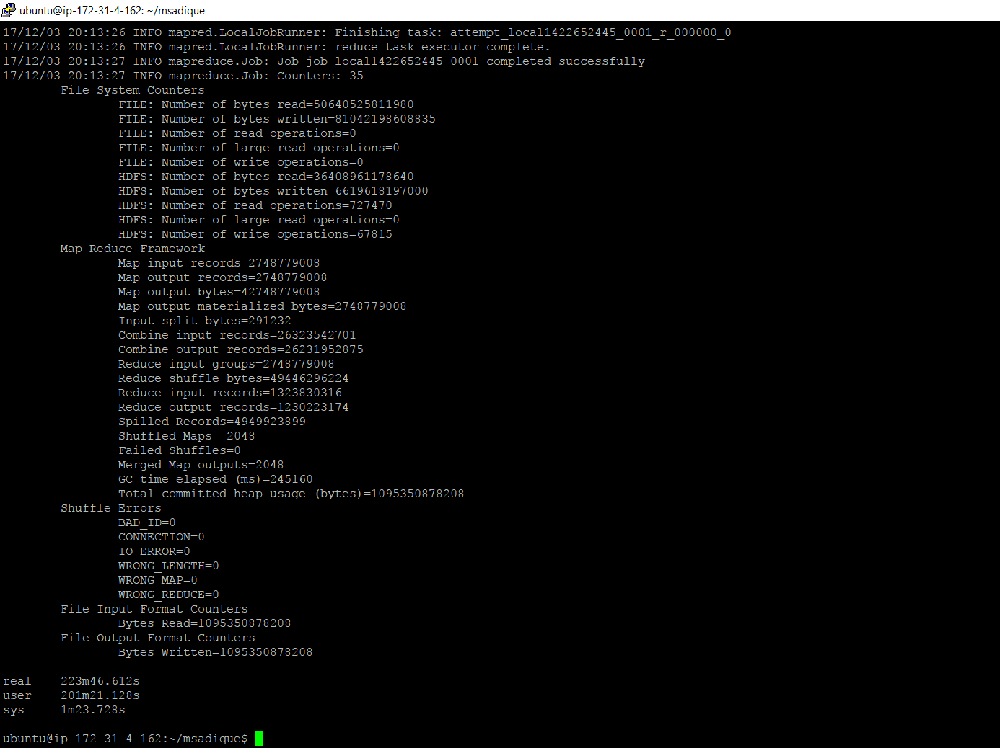 ubuntu@ip-172-31-4-162: ~/msadique
17/12/03 20:13:26 INFO mapred.LocalJobRunner: Finishing task: attempt_local1422652445_0001_r_000000_0
17/12/03 20:13:26 INFO mapred.LocalJobRunner: reduce task executor complete.
17/12/03 20:13:27 INFO mapreduce.Job: Job job_local1422652445_0001 completed successfully
17/12/03 20:13:27 INFO mapreduce.Job: Counters: 35
File System Counters
FILE: Number of bytes read=50640525811980
FILE: Number of bytes written=81042198608835
FILE: Number of read operations=0
FILE: Number of large read operations=0
FILE: Number of write operations=0
HDFS: Number of bytes read=36408961178640
HDFS: Number of bytes written=6619618197000
HDFS: Number of read operations=727470
HDFS: Number of large read operations=0
HDFS: Number of write operations=67815
Map-Reduce Framework
Map input records=2748779008
Map output records=2748779008
Map output bytes=42748779008
Map output materialized bytes=2748779008
Input split bytes=291232
Combine input records=26323542701
Combine output records=26231952875
Reduce input groups=2748779008
Reduce shuffle bytes=49446296224
Reduce input records=1323830316
Reduce output records=1230223174
Spilled Records=4949923899
Shuffled Maps =2048
Failed Shuffles=0
Merged Map outputs=2048
GC time elapsed (ms)=245160
Total committed heap usage (bytes)=1095350878208
Shuffle Errors
BAD_ID=0
CONNECTION=0
IO_ERROR=0
WRONG_LENGTH=0
WRONG_MAP=0
WRONG_REDUCE=0
File Input Format Counters
Bytes Read=1095350878208
File Output Format Counters
Bytes Written=1095350878208
real 223m46.612s
user 201m21.128s
sys 1m23.728s
ubuntu@ip-172-31-4-162:~/msadique$